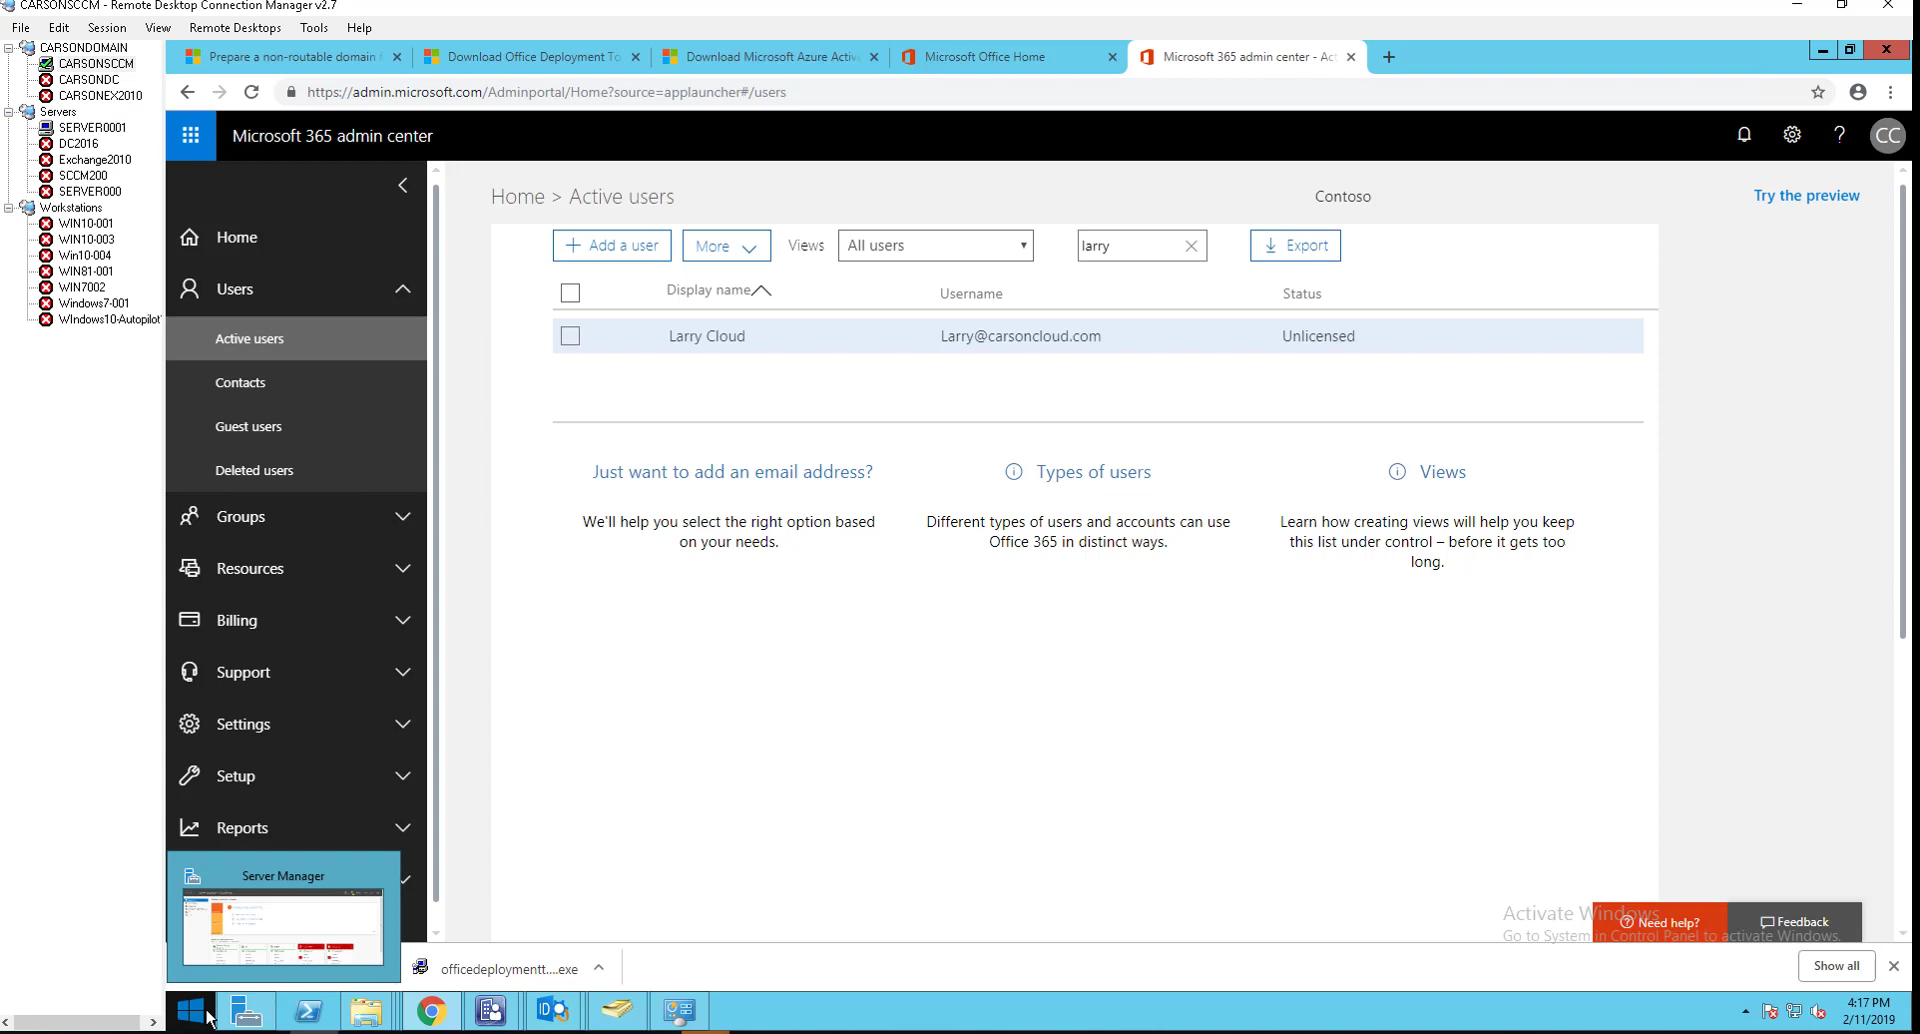 CARSONSCCM - Remote Desktop Connection Manager v2.7
File Edit Session View Remote Desktops Tools Help
CARSONDOMAIN
CARSONSCCM
CARSONDC
CARSONEX2010
Servers
SERVER0001
DC2016
Exchange2010
SCCM200
SERVER000
Workstations
WIN10-001
WIN10-003
Win10-004
WIN81-001
WIN7002
Windows7-001
WIndows10-Autopilot
Prepare a non-routable domain f
Download Office Deployment To
Download Microsoft Azure Active
Microsoft Office Home
Microsoft 365 admin center - Act
https://admin.microsoft.com/Adminportal/Home?source=applauncher#/users
Microsoft 365 admin center
? CC
Home
Users
Active users
Contacts
Guest users
Deleted users
Groups
Resources
Billing
Support
Settings
Setup
Reports
Server Manager
Home > Active users
Contoso
Try the preview
+ Add a user
More
Views
All users
larry
Export
Display name Username Status
Larry Cloud Larry@carsoncloud.com Unlicensed
Just want to add an email address?
We'll help you select the right option based
on your needs.
Types of users
Different types of users and accounts can use
Office 365 in distinct ways.
Views
Learn how creating views will help you keep
this list under control – before it gets too
long.
Activate Windows
Go to System in Control Panel to activate Windows.
Need help?
Feedback
officedeploymentt....exe
Show all
4:17 PM
2/11/2019